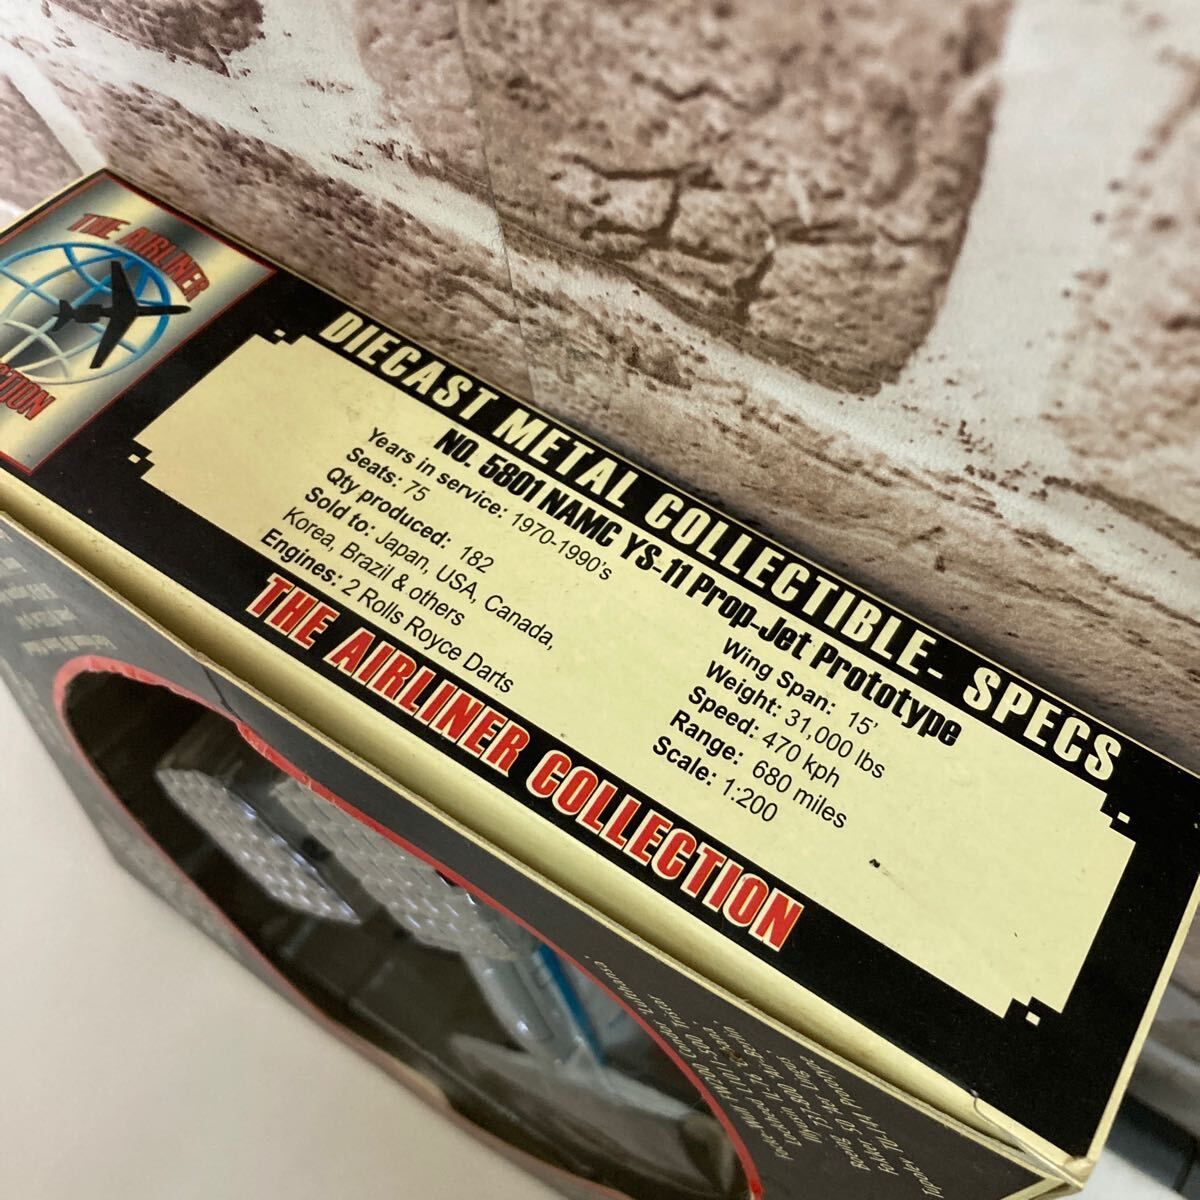 THE AIRLINER
DIECAST METAL COLLECTIBLE- SPECS
NO. 5801 NAMC YS-11 Prop-Jet Prototype
Years in service: 1970-1990's
Seats: 75
Qty produced: 182
Sold to: Japan, USA, Canada,
Korea, Brazil & others
Engines: 2 Rolls Royce Darts
Wing Span: 15'
Weight: 31,000 lbs
Speed: 470 kph
Range: 680 miles
Scale: 1:200
THE AIRLINER COLLECTION